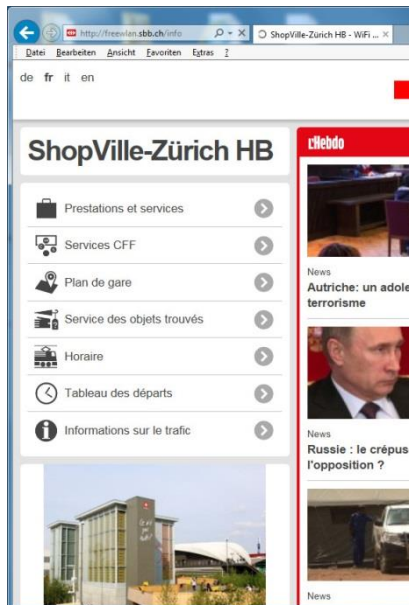 http://freewlan.sbb.ch/info
ShopVille-Zürich HB - WiFi ...
Datei Bearbeiten Ansicht Favoriten Extras ?
de fr it en
ShopVille-Zürich HB
Prestations et services
Services CFF
Plan de gare
Service des objets trouvés
Horaire
Tableau des départs
Informations sur le trafic
L'Hebdo
News
Autriche: un adole
terrorisme
News
Russie : le crépus
l'opposition ?
News